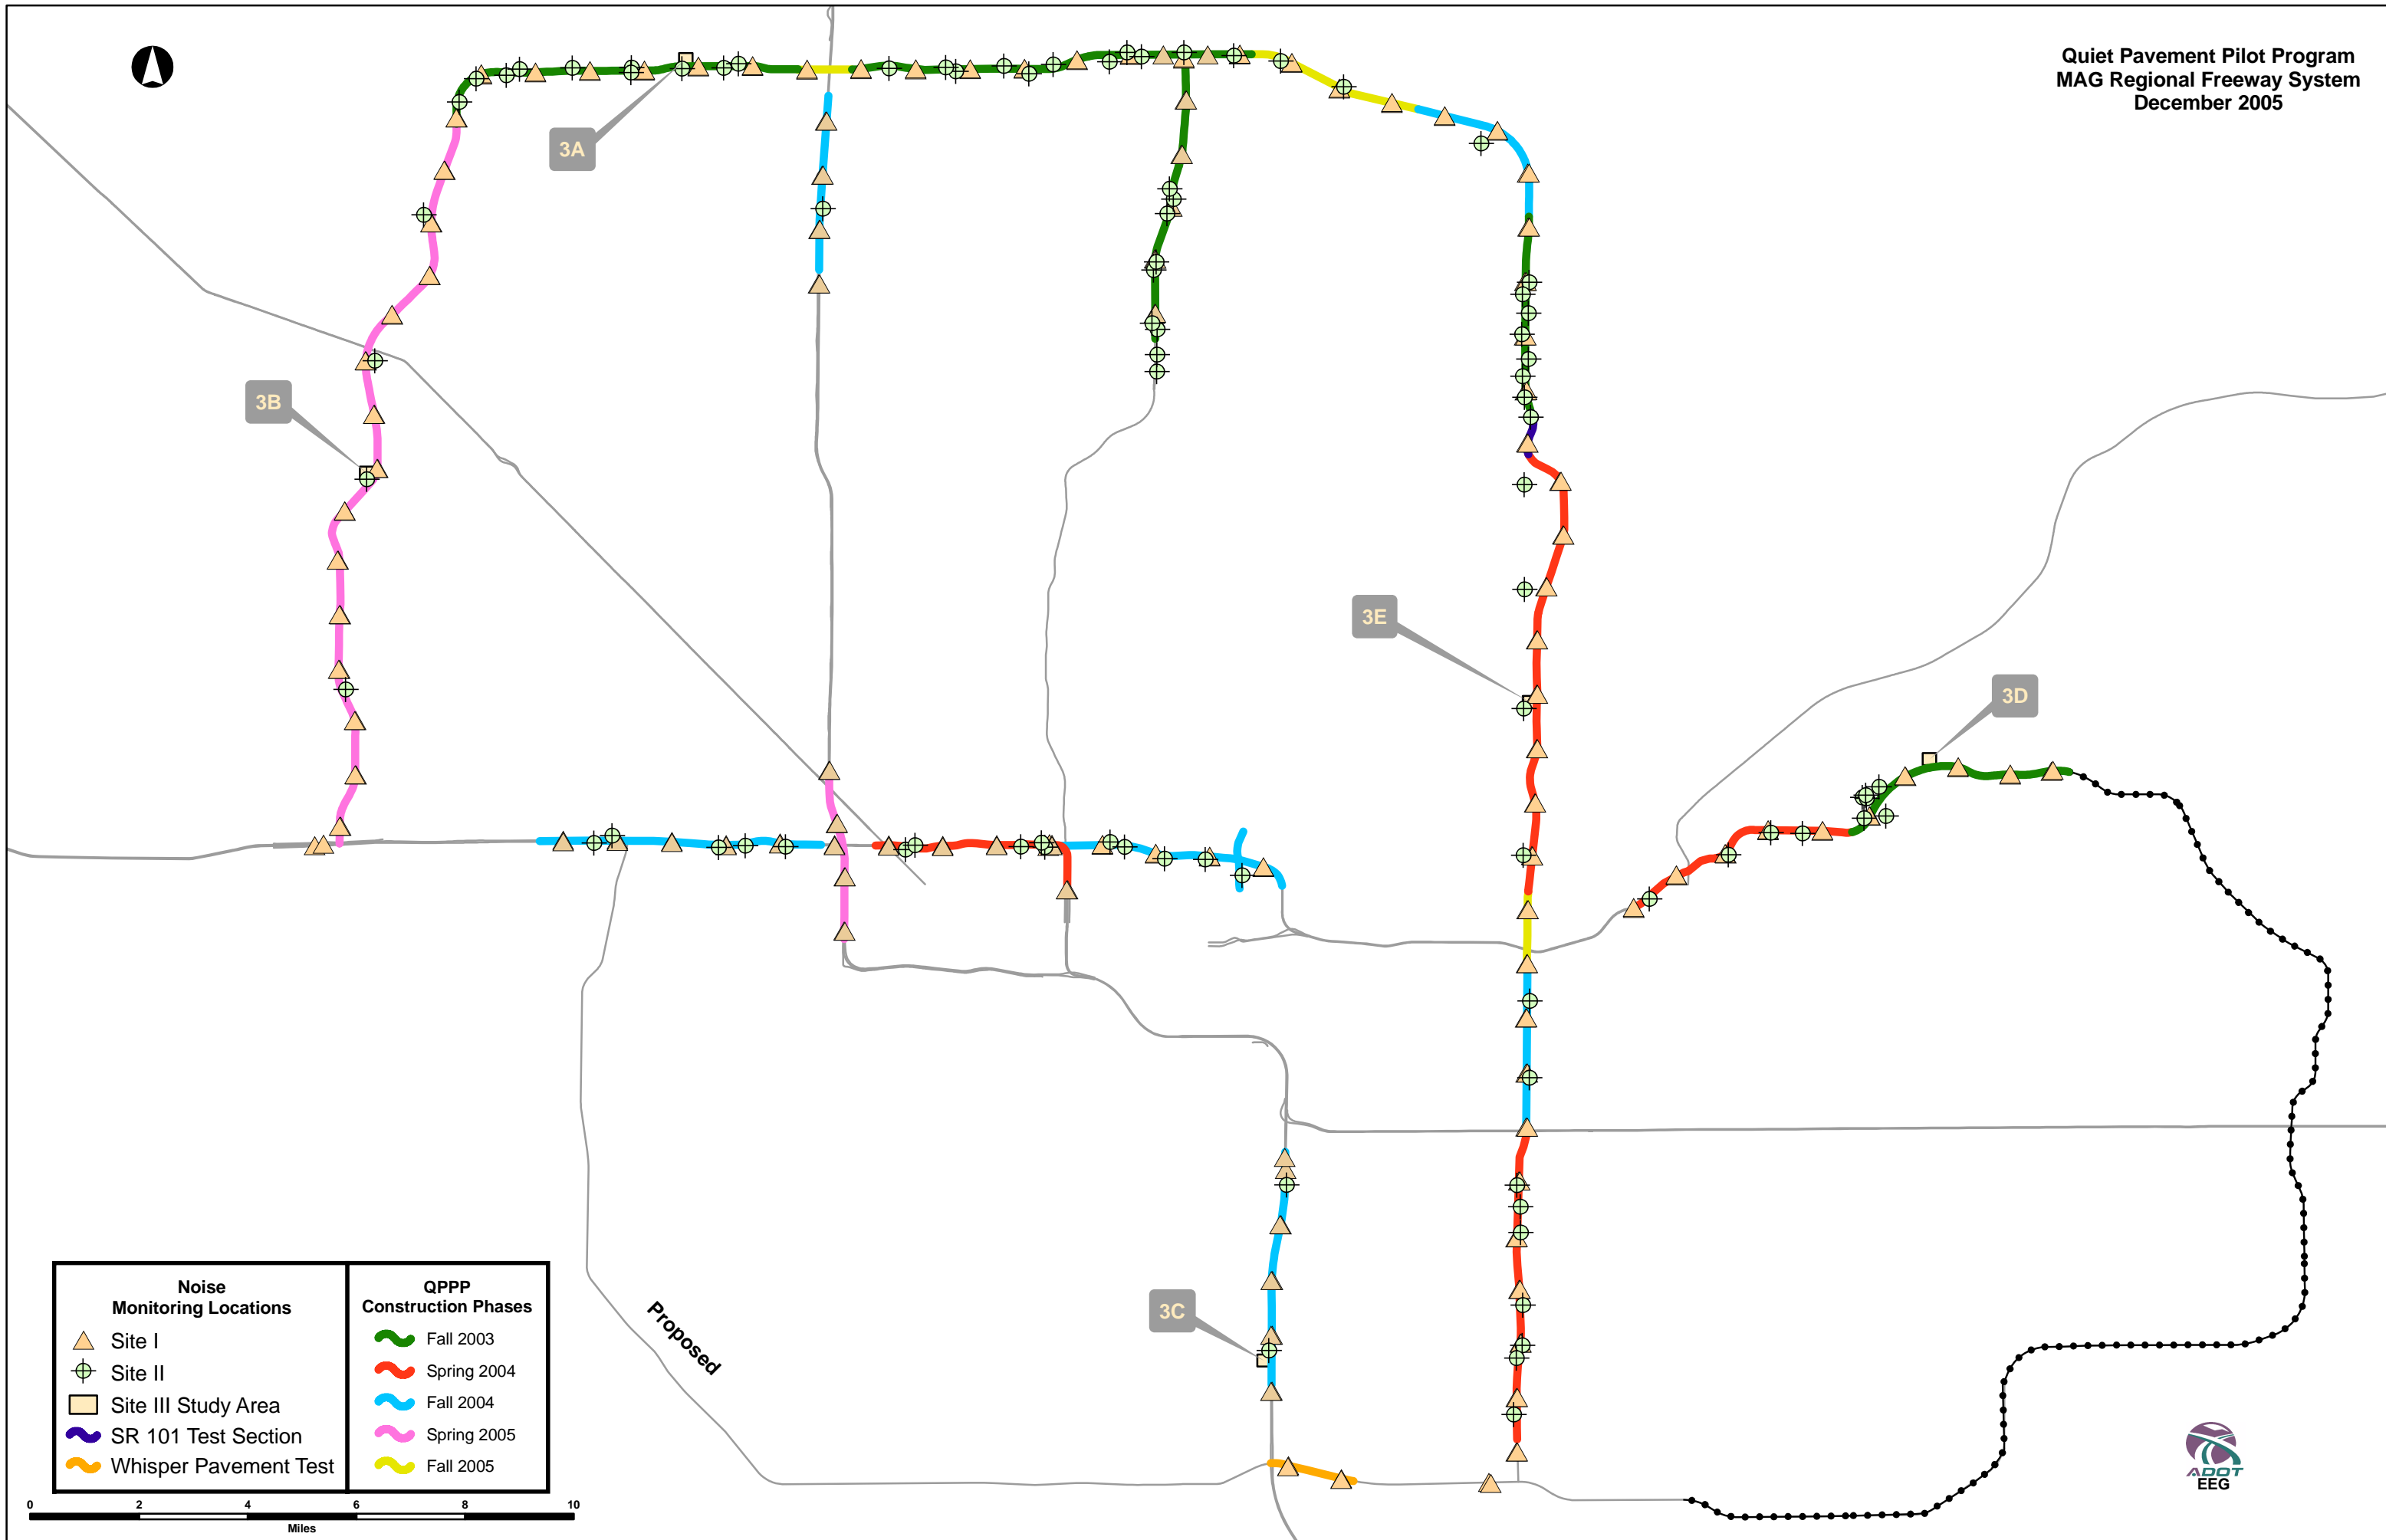 Quiet Pavement Pilot Program
MAG Regional Freeway System
December 2005
3A
3B
3E
3D
3C
Proposed
Noise
Monitoring Locations
Site I
Site II
Site III Study Area
SR 101 Test Section
Whisper Pavement Test
QPPP
Construction Phases
Fall 2003
Spring 2004
Fall 2004
Spring 2005
Fall 2005
0 2 4 6 8 10
Miles
ADOT
EEG